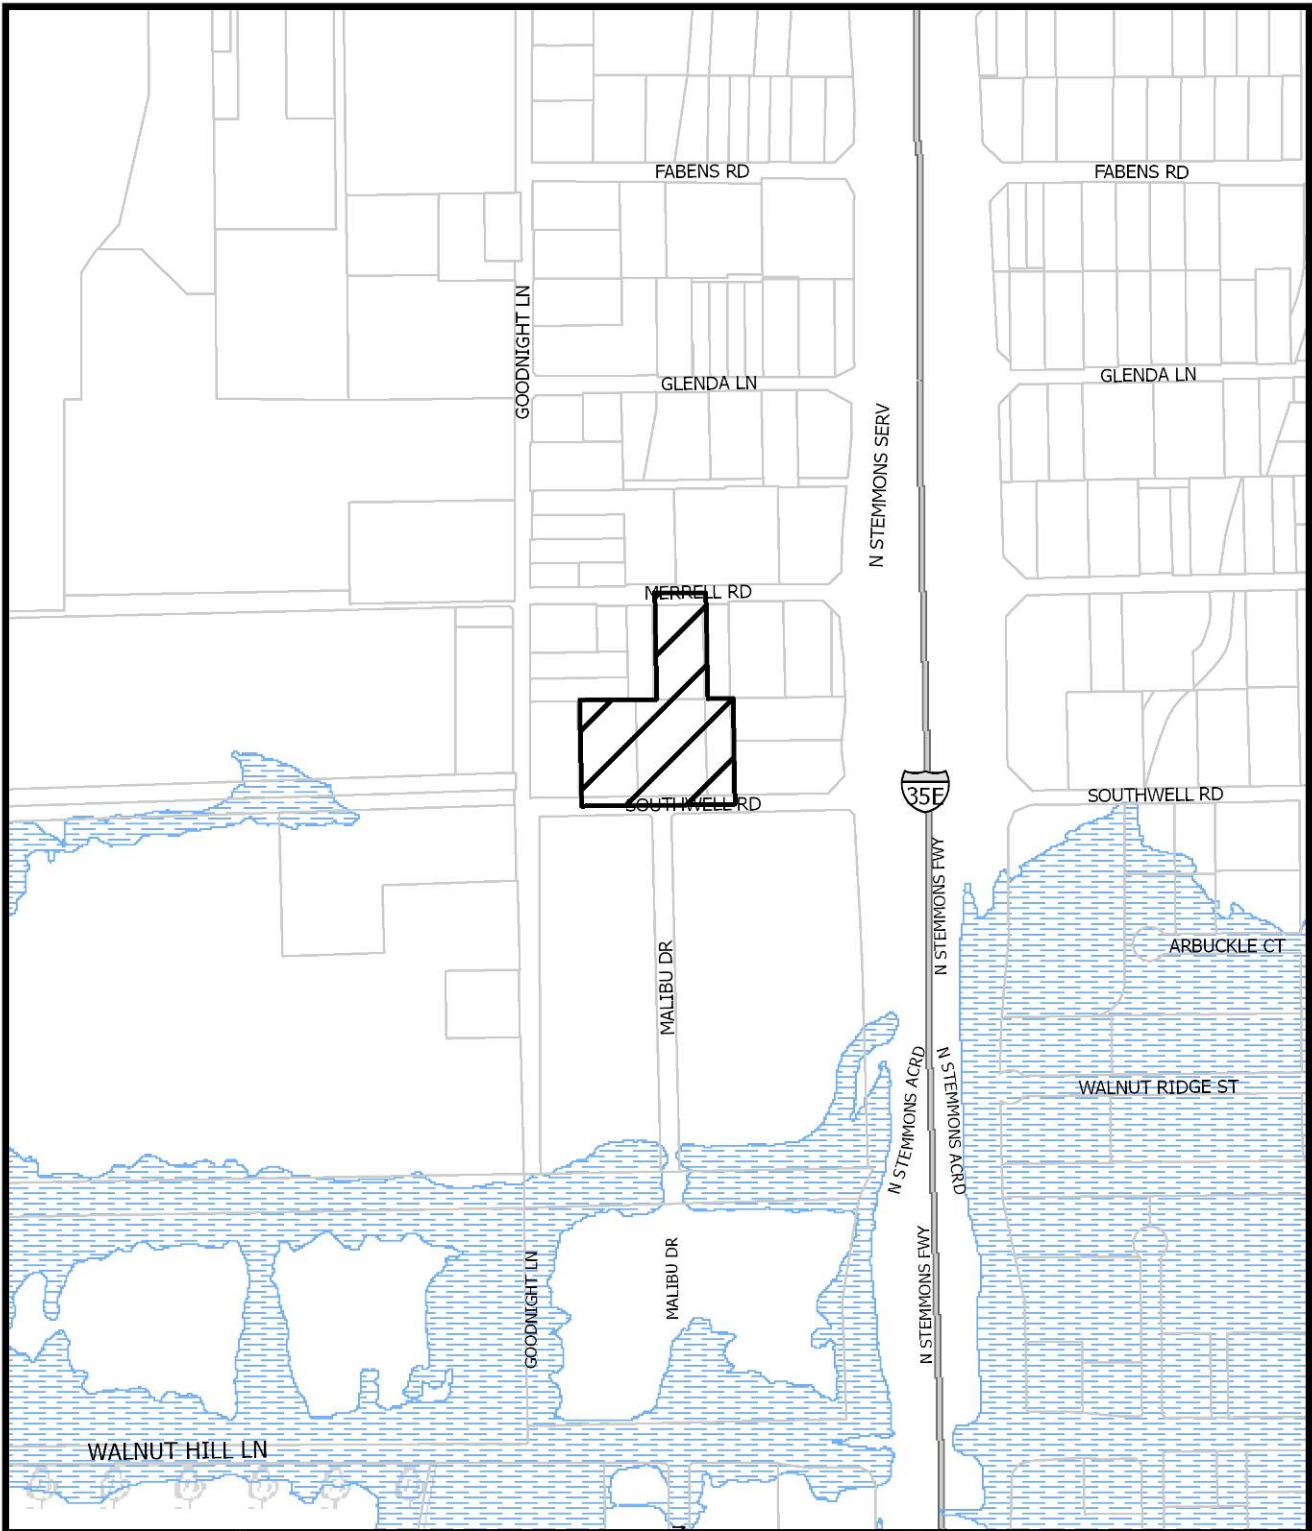 FABENS RD
FABENS RD
GOODNIGHT LN
GLENDA LN
GLENDA LN
N STEMMONS SERV
MERRELL RD
35E
SOUTHWELL RD
SOUTHWELL RD
N STEMMONS FWY
MALIBU DR
ARBUCKLE CT
N STEMMONS ACRD
N STEMMONS ACRD
WALNUT RIDGE ST
GOODNIGHT LN
MALIBU DR
N STEMMONS FWY
WALNUT HILL LN